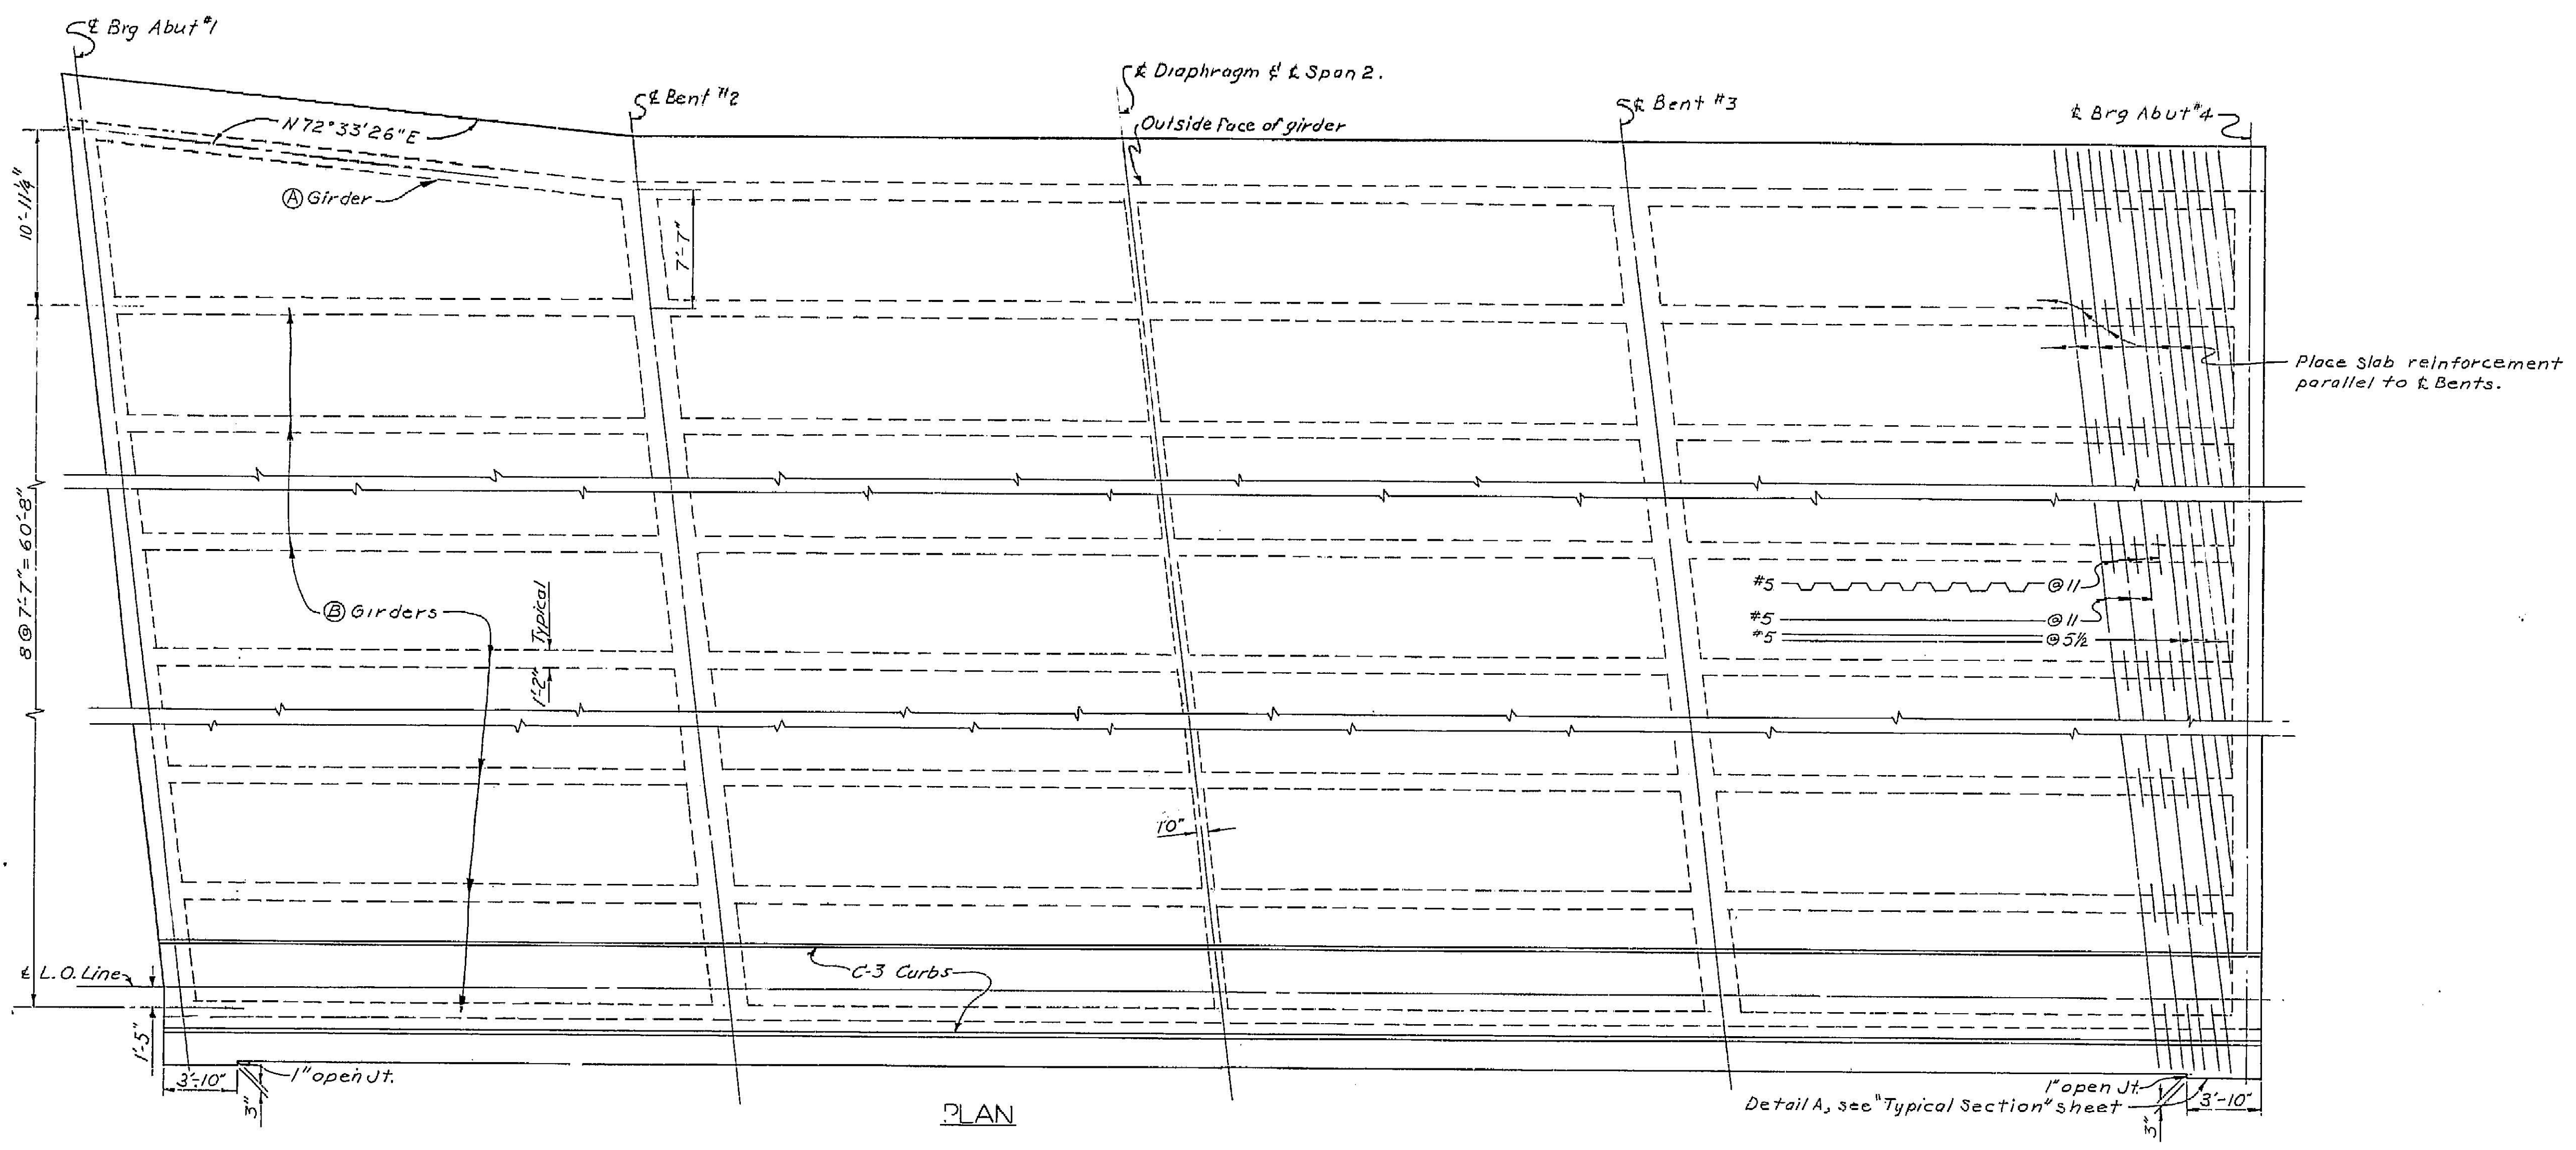 ℄ Brg Abut #1
℄ Bent #2
℄ Diaphragm & ℄ Span 2.
℄ Bent #3
℄ Brg Abut #4
Outside face of girder
N 72°33'26" E
Ⓐ Girder
10'-11¼"
7'-7"
Place slab reinforcement
parallel to ℄ Bents.
8 @ 7'-7" = 60'-8"
#5 @ 11
#5 @ 11
#5 @ 5½
Ⓑ Girders
Typical
1'-2"
10"
℄ L.O. Line
C-3 Curbs
1'-5"
3'-10"
1" open Jt.
3"
1" open Jt.
Detail A, see "Typical Section" sheet
3'-10"
3"
PLAN